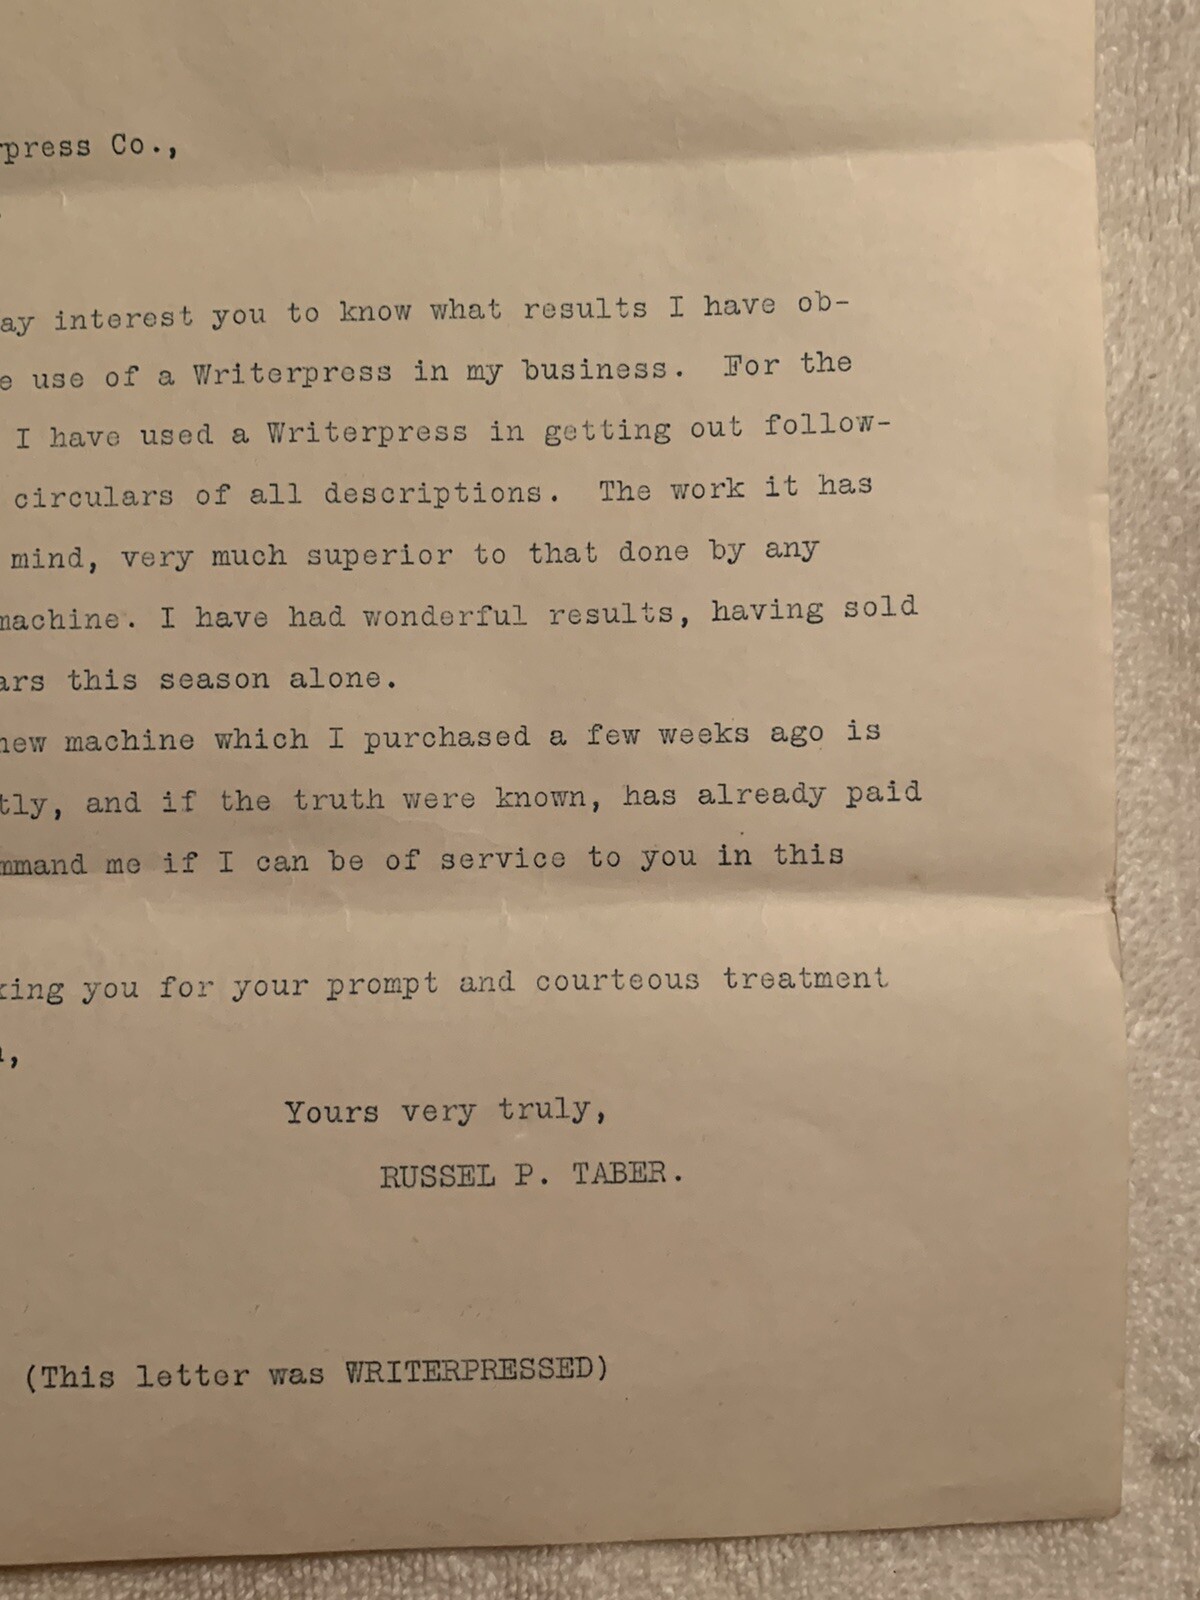 rpress Co.,
ay interest you to know what results I have ob-
e use of a Writerpress in my business. For the
I have used a Writerpress in getting out follow-
circulars of all descriptions. The work it has
mind, very much superior to that done by any
machine. I have had wonderful results, having sold
ars this season alone.
new machine which I purchased a few weeks ago is
tly, and if the truth were known, has already paid
mmand me if I can be of service to you in this
king you for your prompt and courteous treatment
n,
Yours very truly,
RUSSEL P. TABER.
(This letter was WRITERPRESSED)